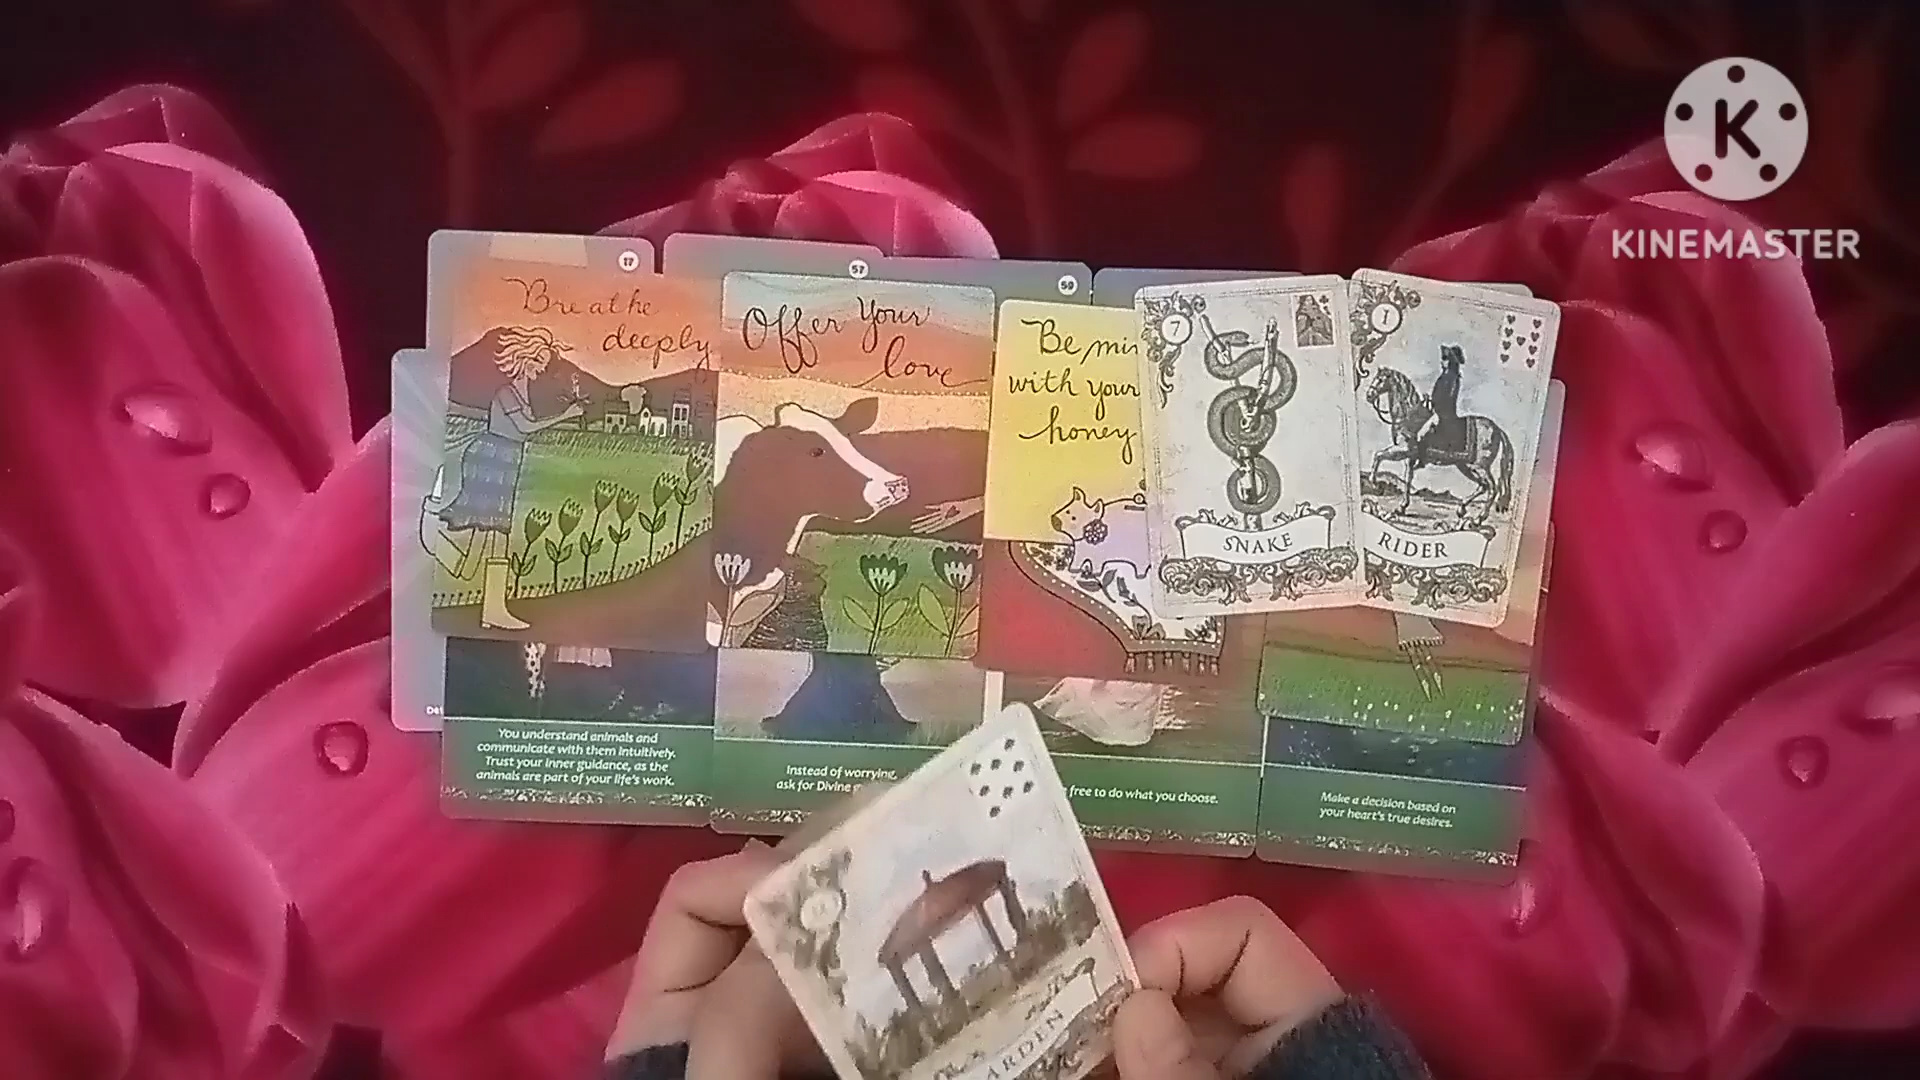 K
KINEMASTER
17
57
59
Breathe
deeply
Offer Your
love
Be
with your
honey
7
SNAKE
1
RIDER
You understand animals and
communicate with them intuitively.
Trust your inner guidance, as the
animals are part of your life's work.
Instead of worrying,
ask for Divine
free to do what you choose.
Make a decision based on
your heart's true desires.
ARDEN